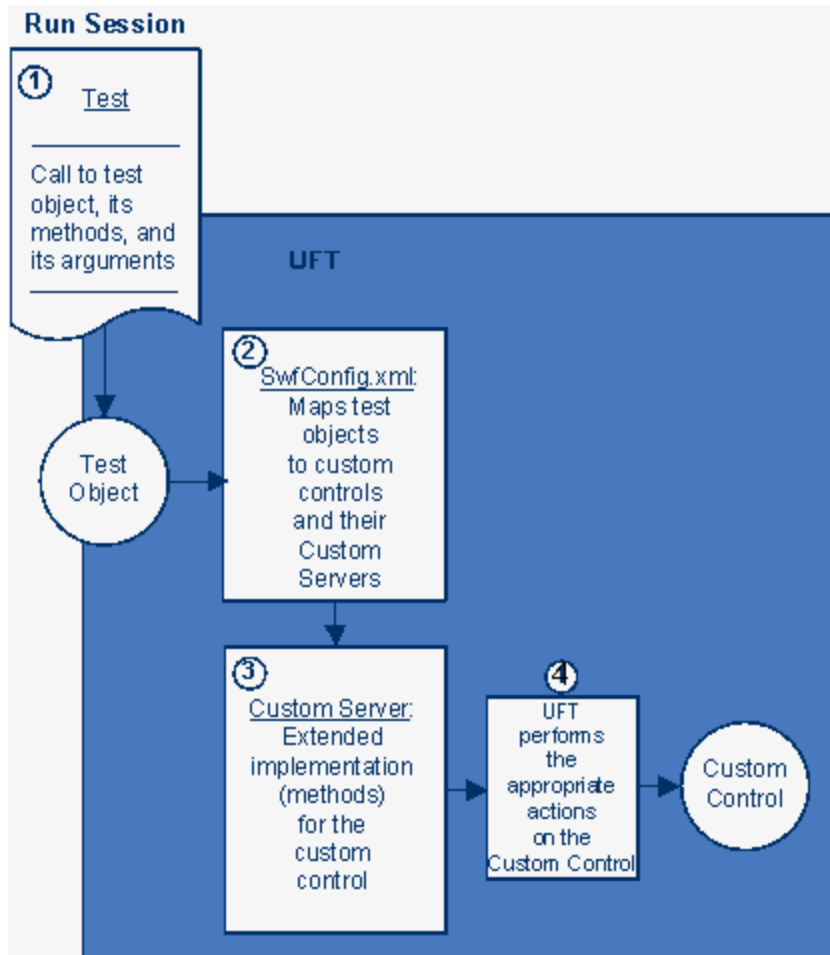 Run Session
1
Test
Call to test
object, its
methods, and
its arguments
UFT
2
SwfConfig.xml:
Maps test
objects
to custom
controls
and their
Custom
Servers
Test
Object
3
Custom Server:
Extended
implementation
(methods)
for the
custom
control
4
UFT
performs
the
appropriate
actions
on the
Custom Control
Custom
Control